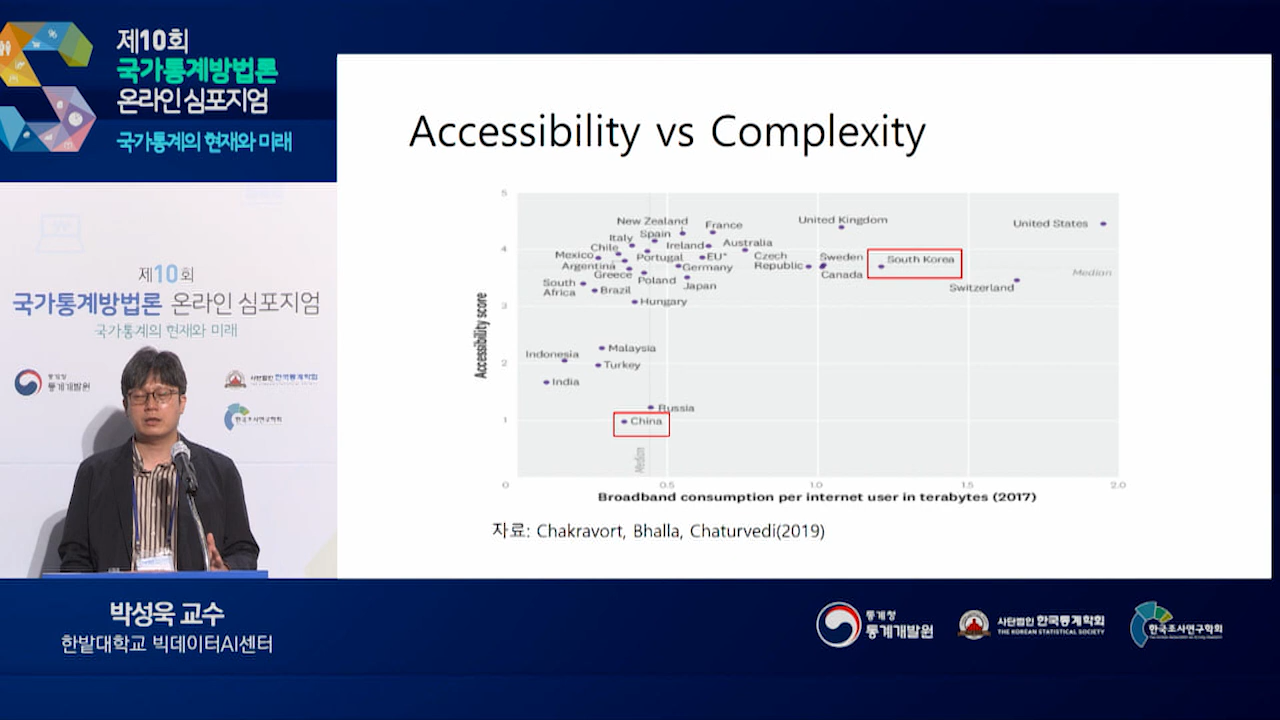 제10회
국가통계방법론
온라인 심포지엄
국가통계의 현재와 미래
제10회
국가통계방법론 온라인 심포지엄
국가통계의 현재와 미래
통계청
통계개발원
사단법인 한국통계학회
한국조사연구학회
박성욱 교수
한밭대학교 빅데이터AI센터
Accessibility vs Complexity
Accessibility score
5
4
3
2
1
0
0.5
1.0
1.5
2.0
New Zealand
France
United Kingdom
United States
Italy
Spain
Ireland
Australia
Chile
Mexico
Portugal
EU*
Czech
Republic
Sweden
South Korea
Argentina
Germany
Canada
Median
Greece
Poland
South
Africa
Brazil
Japan
Switzerland
Hungary
Indonesia
Malaysia
Turkey
India
Russia
China
Median
Broadband consumption per internet user in terabytes (2017)
자료: Chakravort, Bhalla, Chaturvedi(2019)
통계청
통계개발원
사단법인 한국통계학회
THE KOREAN STATISTICAL SOCIETY
한국조사연구학회